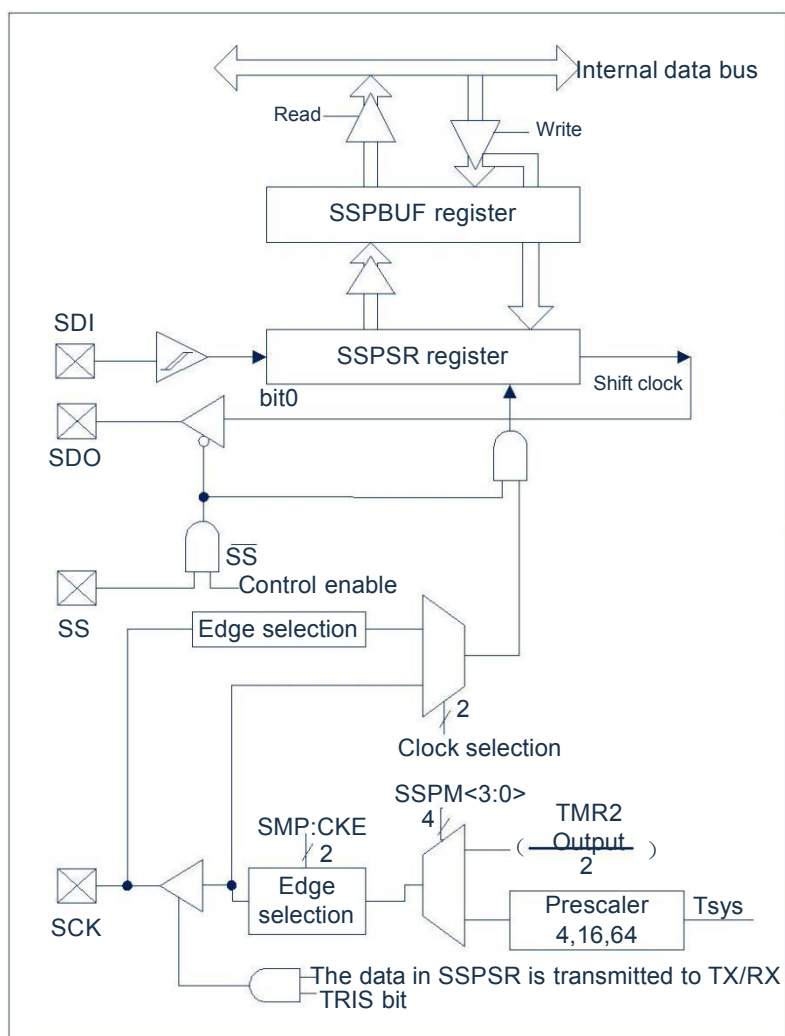 Internal data bus
Read
Write
SSPBUF register
SDI
SSPSR register
bit0
Shift clock
SDO
SS
Control enable
SS
Edge selection
2
Clock selection
SSPM<3:0>
4
SMP:CKE
2
TMR2
( Output )
2
Edge
selection
SCK
Prescaler
4,16,64
Tsys
The data in SSPSR is transmitted to TX/RX
TRIS bit